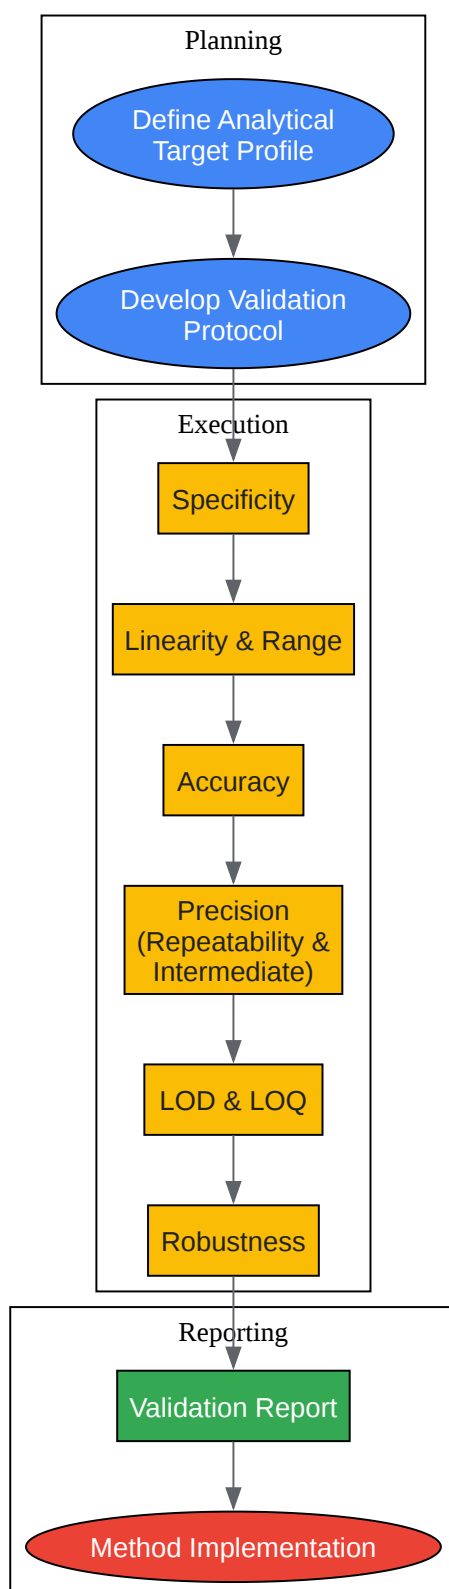 Planning
Define Analytical
Target Profile
Develop Validation
Protocol
Execution
Specificity
Linearity & Range
Accuracy
Precision
(Repeatability &
Intermediate)
LOD & LOQ
Robustness
Reporting
Validation Report
Method Implementation